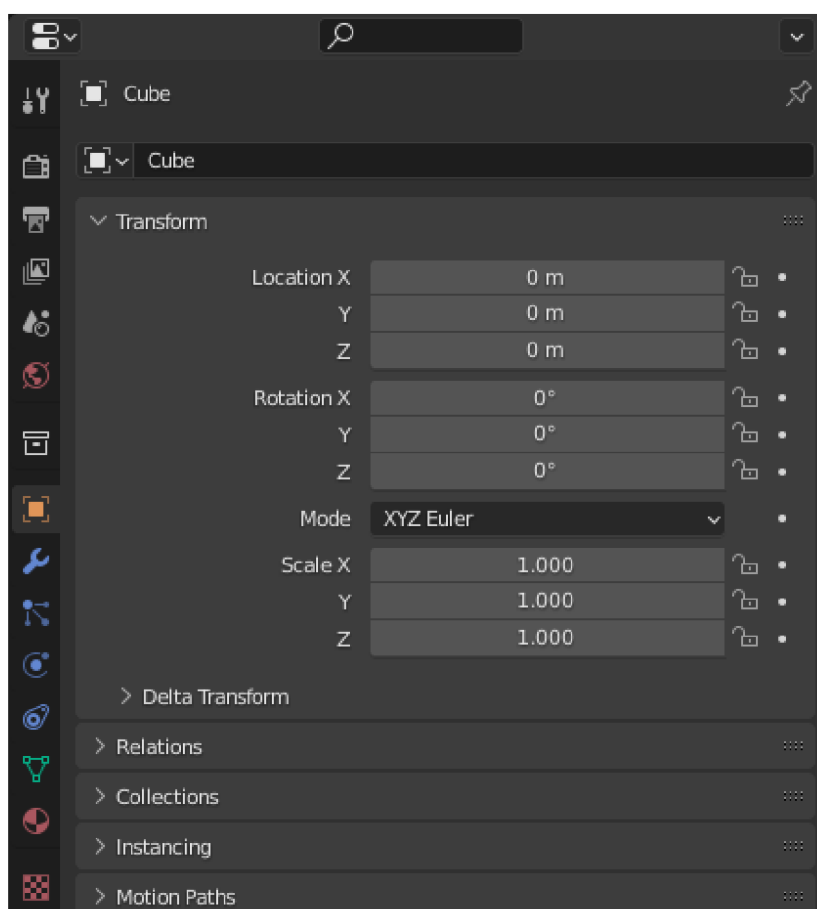 Cube
Cube
Transform
Location X 0 m
Y 0 m
Z 0 m
Rotation X 0°
Y 0°
Z 0°
Mode XYZ Euler
Scale X 1.000
Y 1.000
Z 1.000
Delta Transform
Relations
Collections
Instancing
Motion Paths